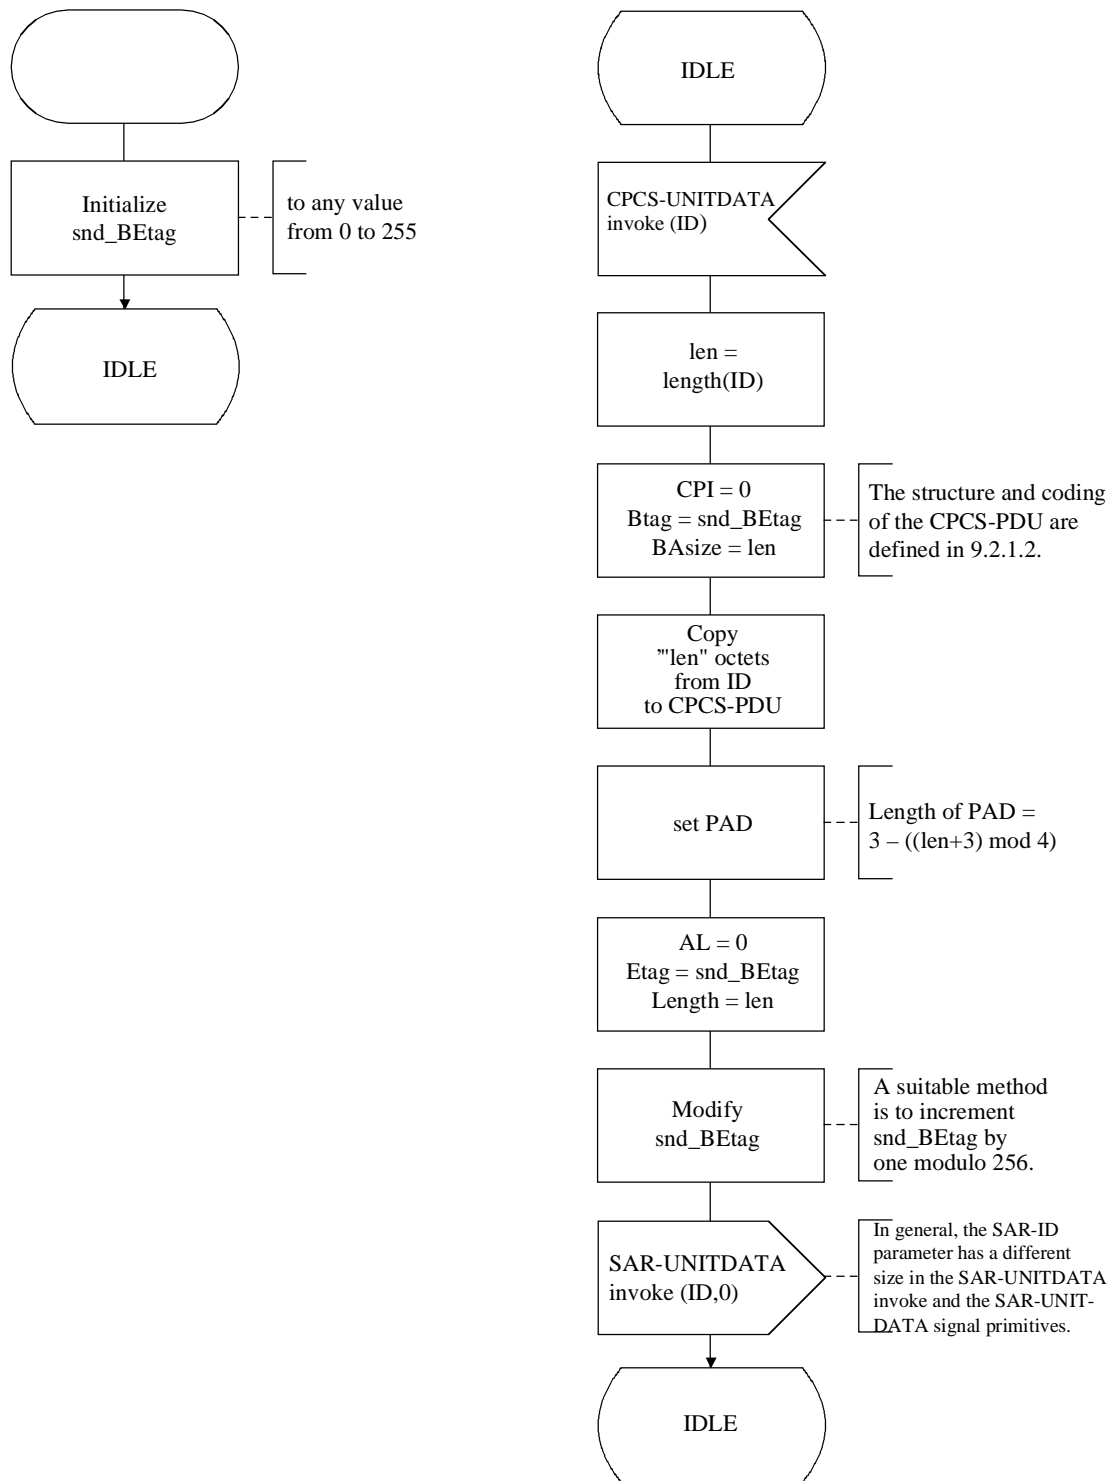 Initialize
snd_BEtag
to any value
from 0 to 255
IDLE
IDLE
CPCS-UNITDATA
invoke (ID)
len =
length(ID)
CPI = 0
Btag = snd_BEtag
BAsize = len
The structure and coding
of the CPCS-PDU are
defined in 9.2.1.2.
Copy
'"len" octets
from ID
to CPCS-PDU
set PAD
Length of PAD =
3 – ((len+3) mod 4)
AL = 0
Etag = snd_BEtag
Length = len
Modify
snd_BEtag
A suitable method
is to increment
snd_BEtag by
one modulo 256.
SAR-UNITDATA
invoke (ID,0)
In general, the SAR-ID
parameter has a different
size in the SAR-UNITDATA
invoke and the SAR-UNIT-
DATA signal primitives.
IDLE